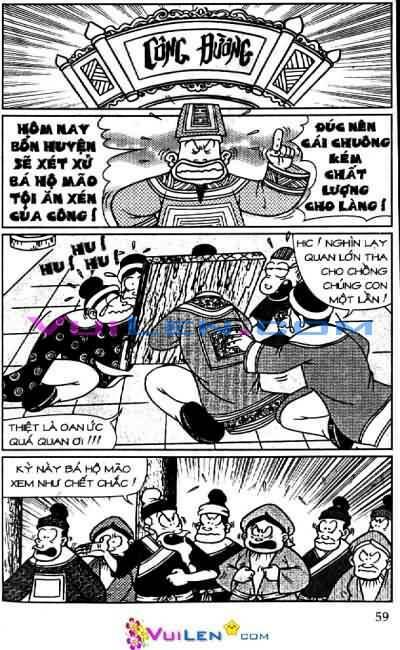 CÔNG ĐƯỜNG
HÔM NAY
BỔN HUYỆN
SẼ XÉT XỬ
BÁ HỘ MÃO
TỘI ĂN XÉN
CỦA CÔNG!
ĐÚC NÊN
CÁI CHUÔNG
KÉM
CHẤT
LƯỢNG
CHO LÀNG!
HU! HU!
HU! HU!
HIC! NGHÌN LẠY
QUAN LỚN THA
CHO CHỒNG
CHÚNG CON
MỘT LẦN!
VUILEN.COM
THIỆT LÀ OAN ỨC
QUÁ QUAN ƠI!!!
KỲ NÀY BÁ HỘ MÃO
XEM NHƯ CHẾT CHẮC!
59
VUILEN.COM